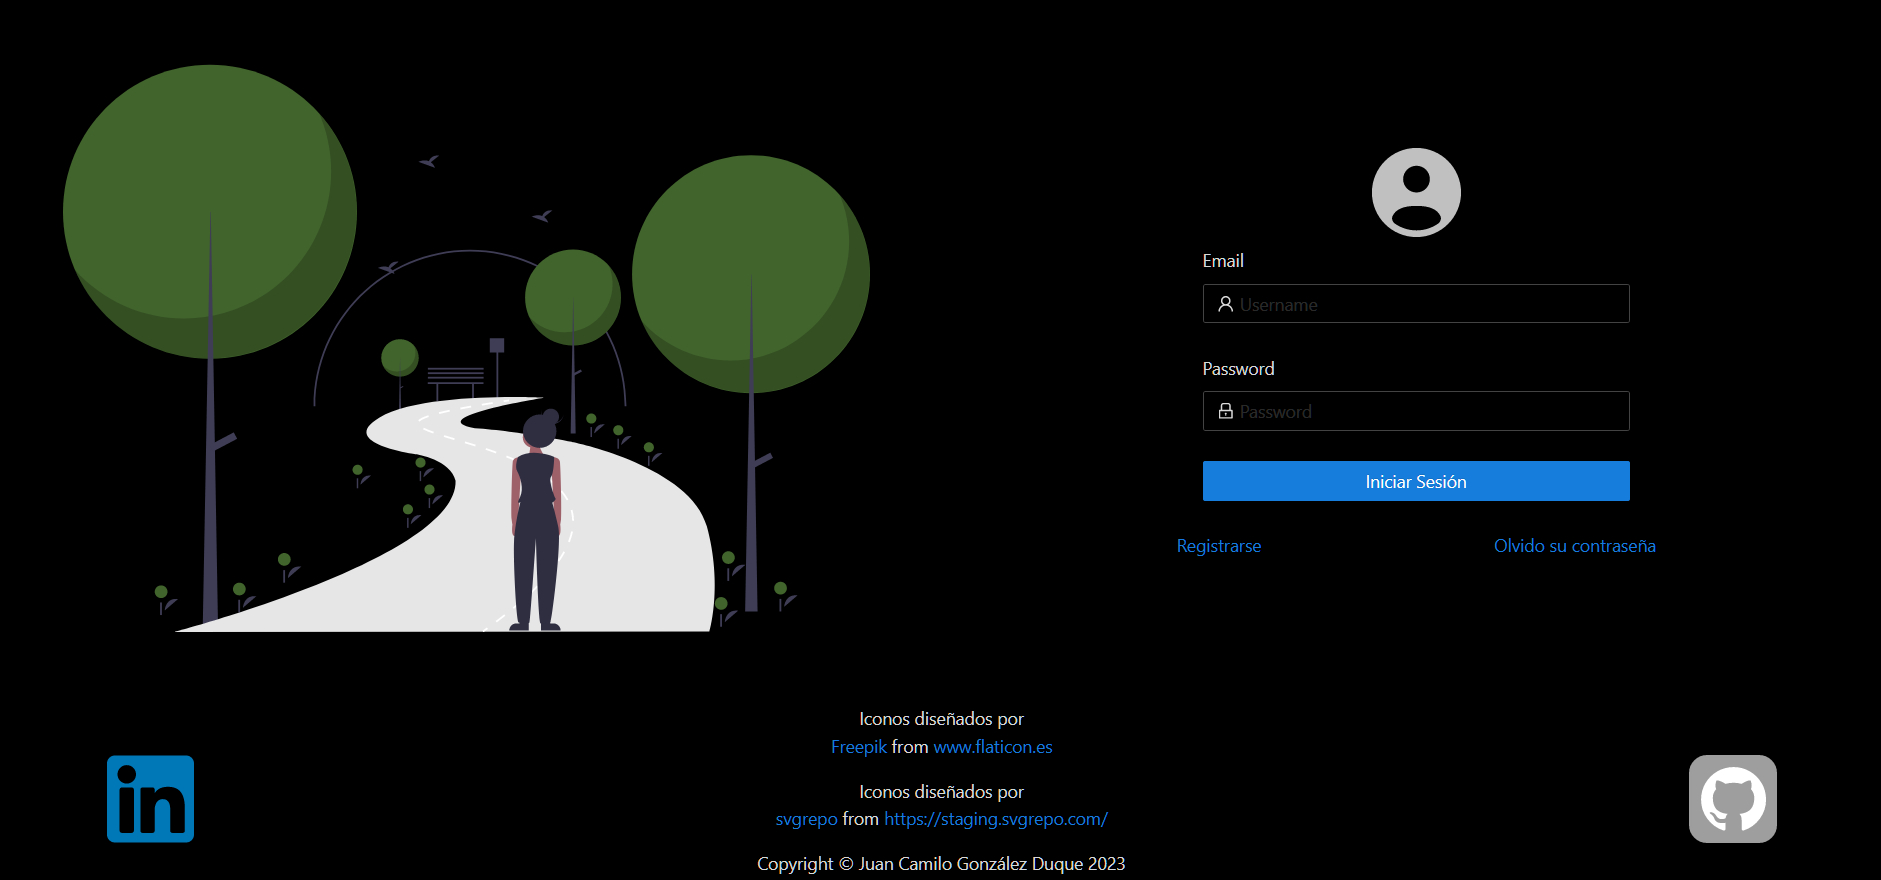 Email
Username
Password
Password
Iniciar Sesión
Registrarse
Olvido su contraseña
Iconos diseñados por
Freepik from www.flaticon.es
Iconos diseñados por
svgrepo from https://staging.svgrepo.com/
in
Copyright © Juan Camilo González Duque 2023